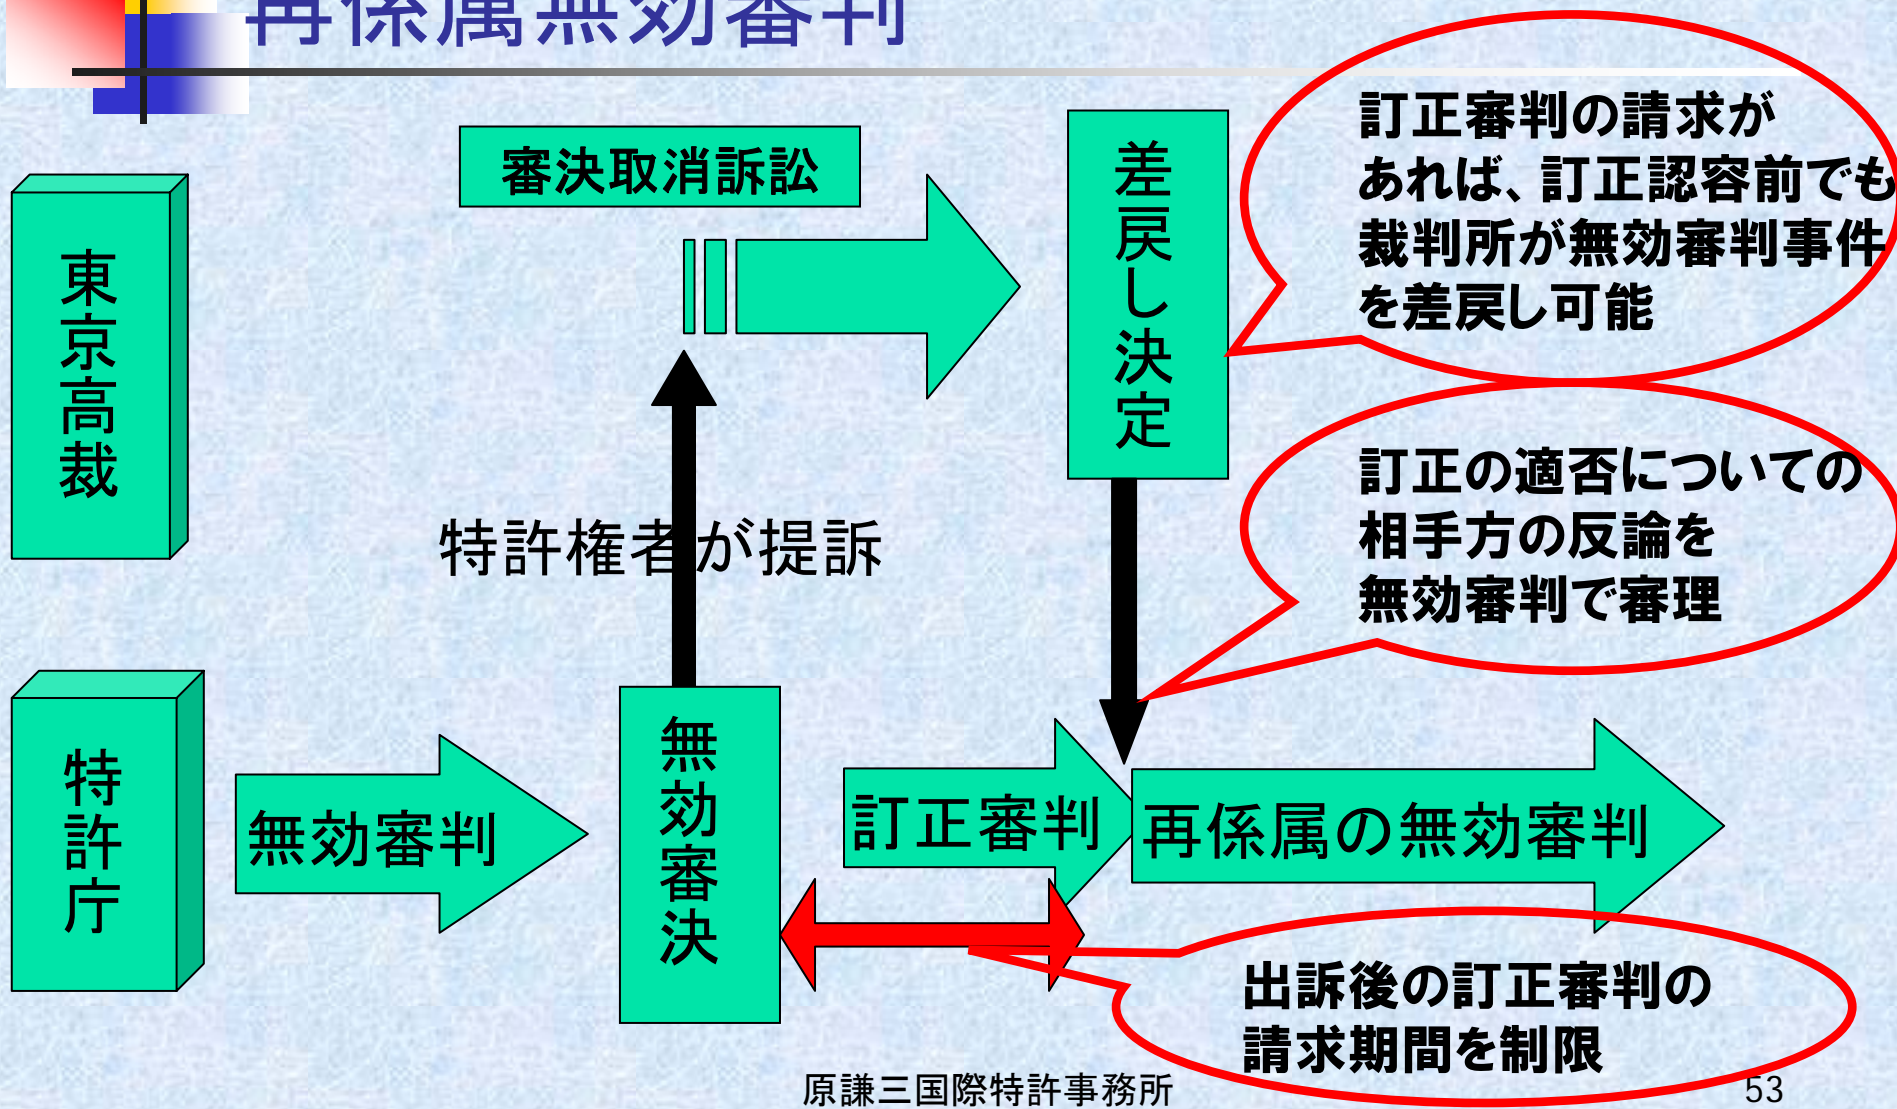 再係属無効審判
審決取消訴訟
差戻し決定
訂正審判の請求が
あれば、訂正認容前でも
裁判所が無効審判事件
を差戻し可能
東京高裁
特許権者が提訴
訂正の適否についての
相手方の反論を
無効審判で審理
特許庁
無効審判
無効審決
訂正審判
再係属の無効審判
出訴後の訂正審判の
請求期間を制限
原謙三国際特許事務所
53